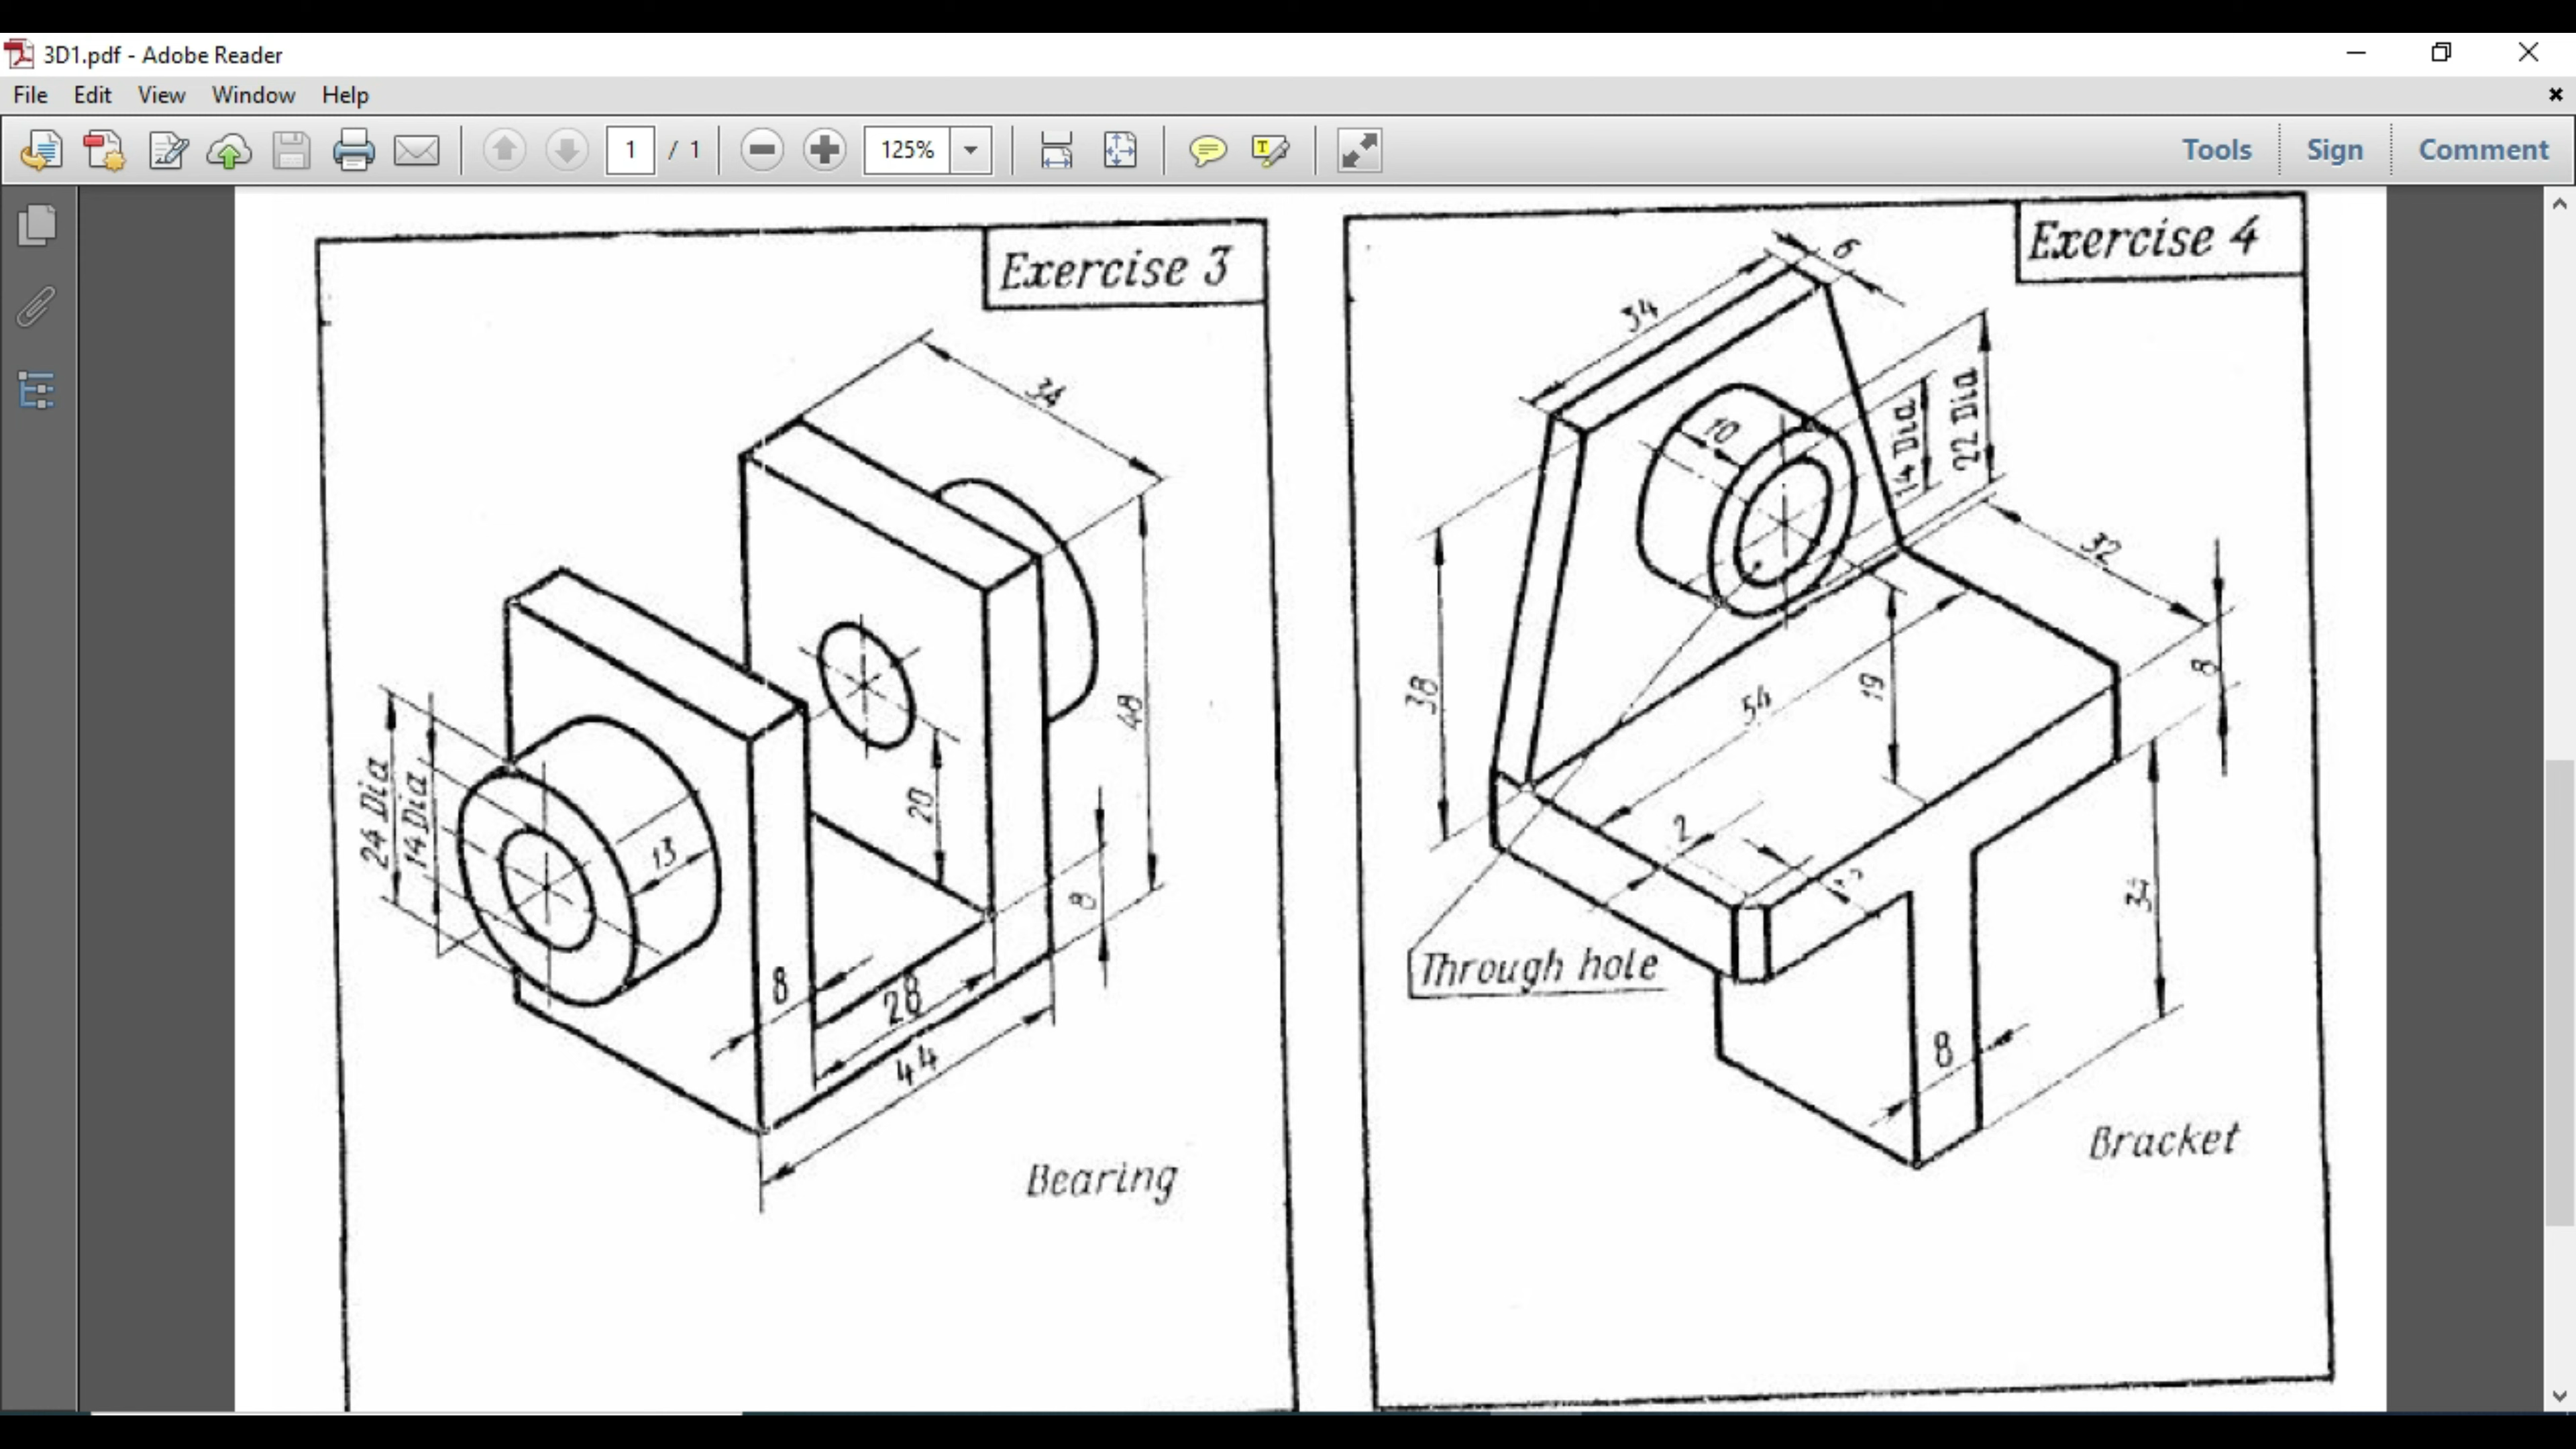 3D1.pdf - Adobe Reader
File Edit View Window Help
1 / 1 125% Tools Sign Comment
Exercise 3
34
48
24 Dia
14 Dia
13
20
8
8
28
44
Bearing
Exercise 4
6
34
10
14 Dia
22 Dia
32
8
38
54
19
2
Through hole
8
Bracket